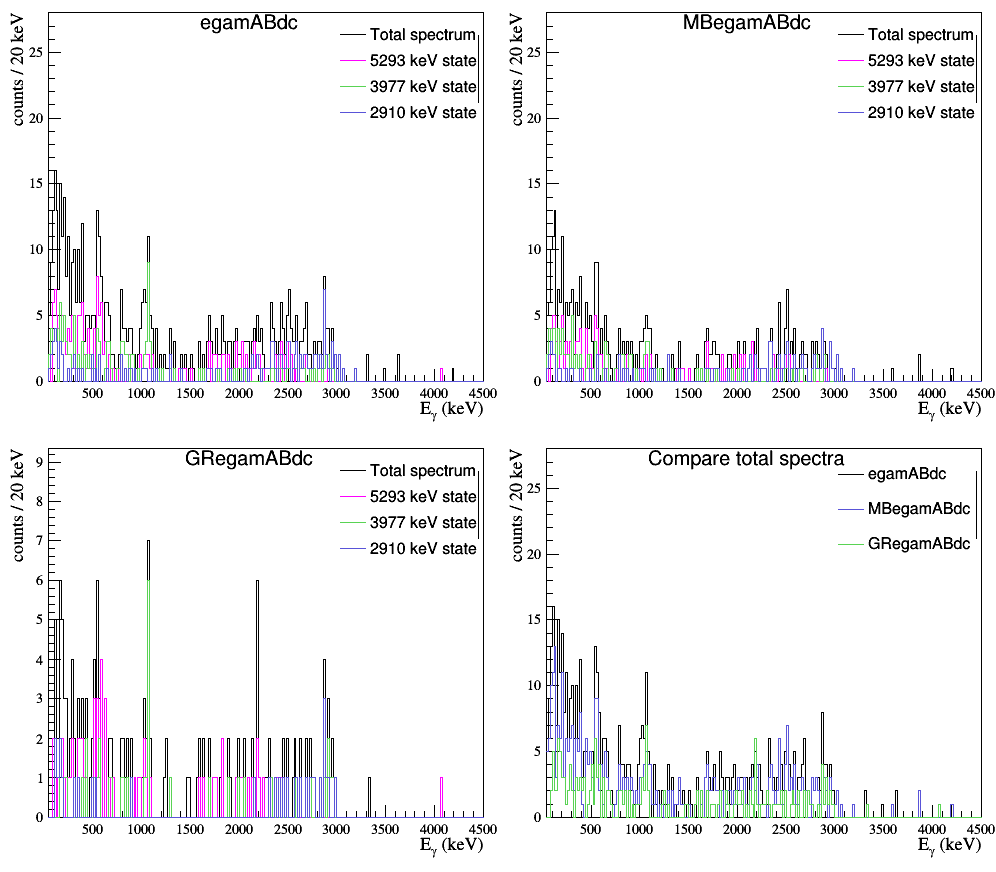 egamABdc
counts / 20 keV
Total spectrum
5293 keV state
3977 keV state
2910 keV state
25
20
15
10
5
0
500 1000 1500 2000 2500 3000 3500 4000 4500
Eγ (keV)
MBegamABdc
counts / 20 keV
Total spectrum
5293 keV state
3977 keV state
2910 keV state
25
20
15
10
5
0
500 1000 1500 2000 2500 3000 3500 4000 4500
Eγ (keV)
GRegamABdc
counts / 20 keV
Total spectrum
5293 keV state
3977 keV state
2910 keV state
9
8
7
6
5
4
3
2
1
0
500 1000 1500 2000 2500 3000 3500 4000 4500
Eγ (keV)
Compare total spectra
counts / 20 keV
egamABdc
MBegamABdc
GRegamABdc
25
20
15
10
5
0
500 1000 1500 2000 2500 3000 3500 4000 4500
Eγ (keV)